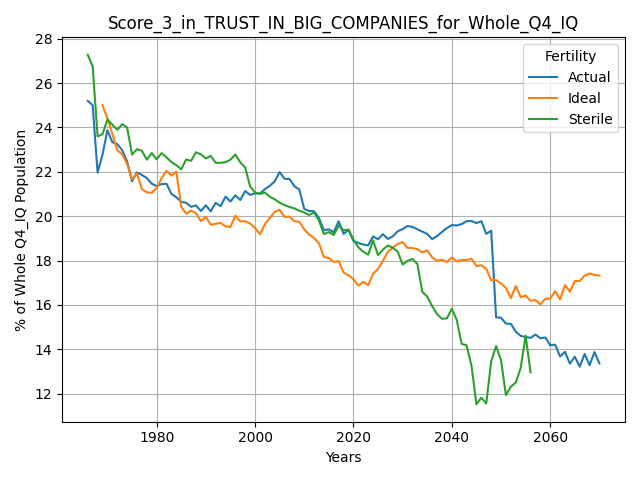 Score_3_in_TRUST_IN_BIG_COMPANIES_for_Whole_Q4_IQ
Fertility
Actual
Ideal
Sterile
% of Whole Q4_IQ Population
28
26
24
22
20
18
16
14
12
1980 2000 2020 2040 2060
Years